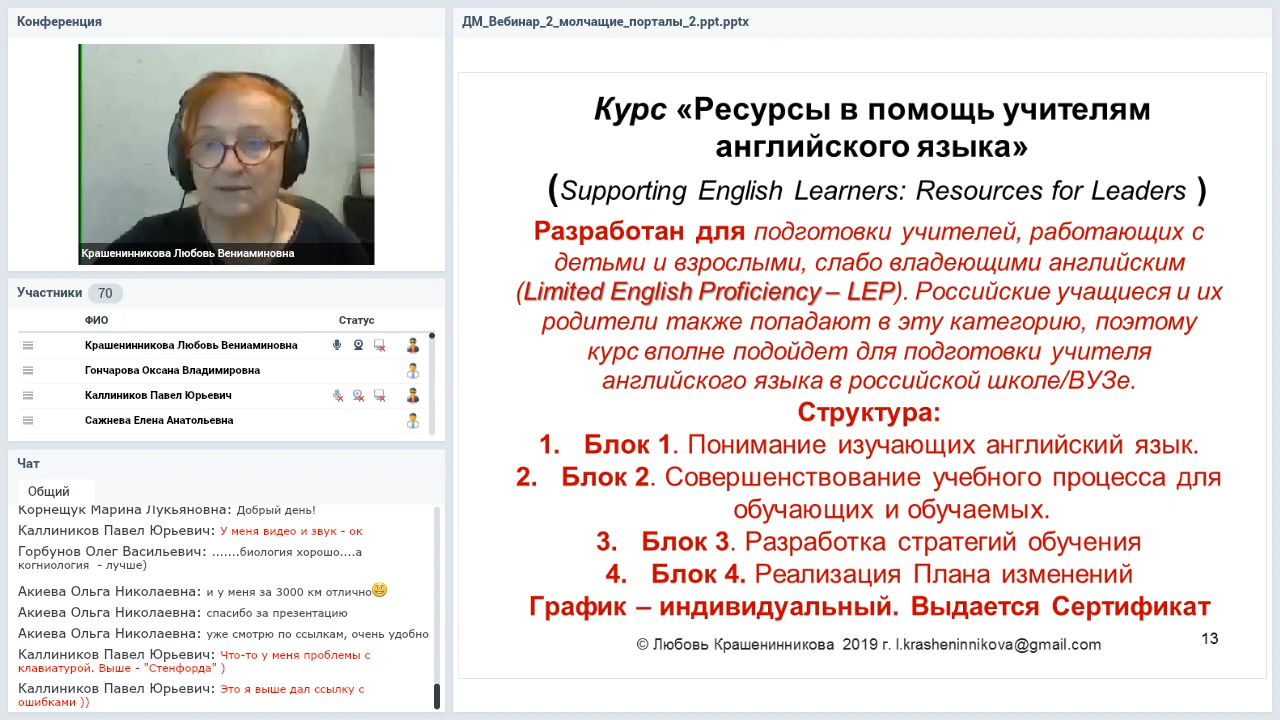 Конференция
Крашенинникова Любовь Вениаминовна
Участники 70
ФИО Статус
Крашенинникова Любовь Вениаминовна
Гончарова Оксана Владимировна
Каллиников Павел Юрьевич
Сажнева Елена Анатольевна
Чат
Общий
Корнещук Марина Лукьяновна: Добрый день!
Каллиников Павел Юрьевич: У меня видео и звук - ок
Горбунов Олег Васильевич: .......биология хорошо....а
когниология - лучше)
Акиева Ольга Николаевна: и у меня за 3000 км отлично
Акиева Ольга Николаевна: спасибо за презентацию
Акиева Ольга Николаевна: уже смотрю по ссылкам, очень удобно
Каллиников Павел Юрьевич: Что-то у меня проблемы с
клавиатурой. Выше - "Стенфорда" )
Каллиников Павел Юрьевич: Это я выше дал ссылку с
ошибками ))
ДМ_Вебинар_2_молчащие_порталы_2.ppt.pptx
Курс «Ресурсы в помощь учителям
английского языка»
(Supporting English Learners: Resources for Leaders )
Разработан для подготовки учителей, работающих с
детьми и взрослыми, слабо владеющими английским
(Limited English Proficiency – LEP). Российские учащиеся и их
родители также попадают в эту категорию, поэтому
курс вполне подойдет для подготовки учителя
английского языка в российской школе/ВУЗе.
Структура:
1. Блок 1. Понимание изучающих английский язык.
2. Блок 2. Совершенствование учебного процесса для
обучающих и обучаемых.
3. Блок 3. Разработка стратегий обучения
4. Блок 4. Реализация Плана изменений
График – индивидуальный. Выдается Сертификат
© Любовь Крашенинникова 2019 г. l.krasheninnikova@gmail.com
13